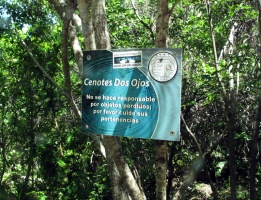 Cenotes Dos Ojos
No se hace responsable
por objetos perdidos;
por favor cuide sus
pertenencias